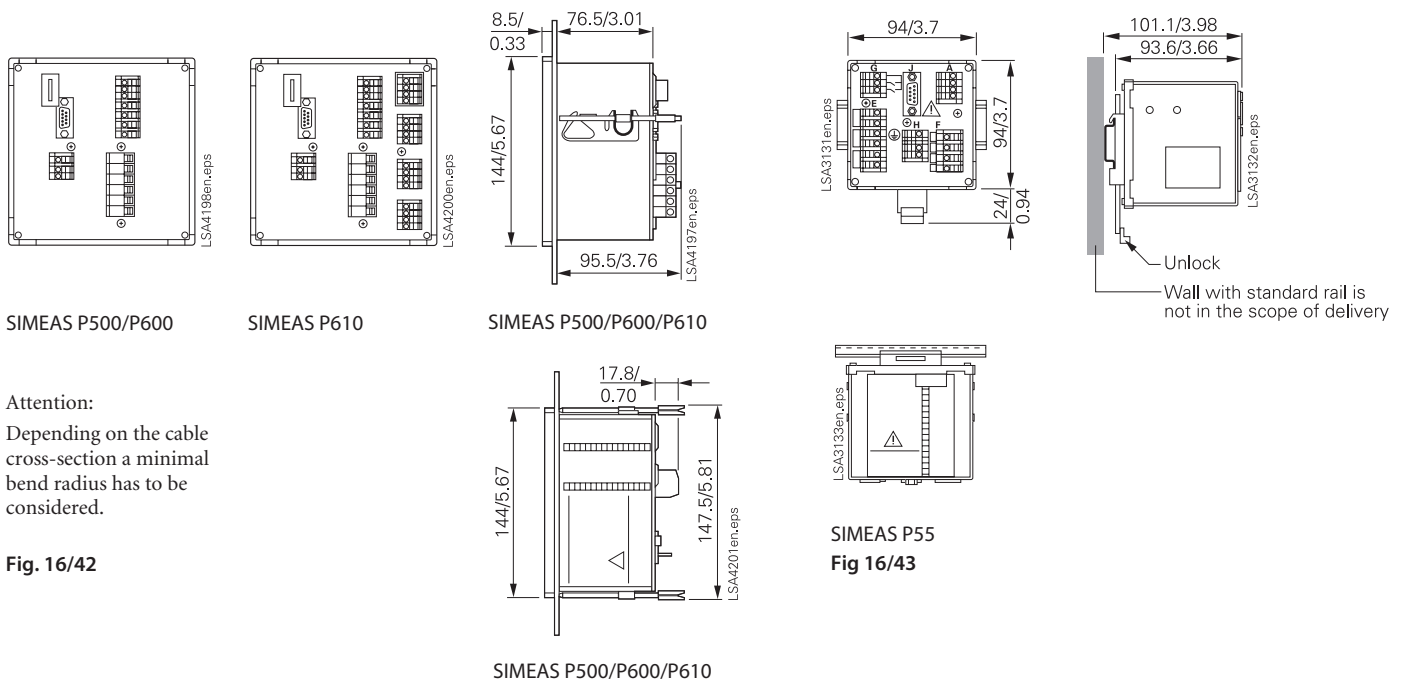 8.5/
0.33
76.5/3.01
144/5.67
95.5/3.76
LSA4198en.eps
LSA4200en.eps
LSA4197en.eps
SIMEAS P500/P600
SIMEAS P610
SIMEAS P500/P600/P610
Attention:
Depending on the cable
cross-section a minimal
bend radius has to be
considered.
Fig. 16/42
17.8/
0.70
144/5.67
147.5/5.81
LSA4201en.eps
SIMEAS P500/P600/P610
94/3.7
G
J
A
E
H
F
94/3.7
24/
0.94
LSA3131en.eps
101.1/3.98
93.6/3.66
LSA3132en.eps
Unlock
Wall with standard rail is
not in the scope of delivery
LSA3133en.eps
SIMEAS P55
Fig 16/43